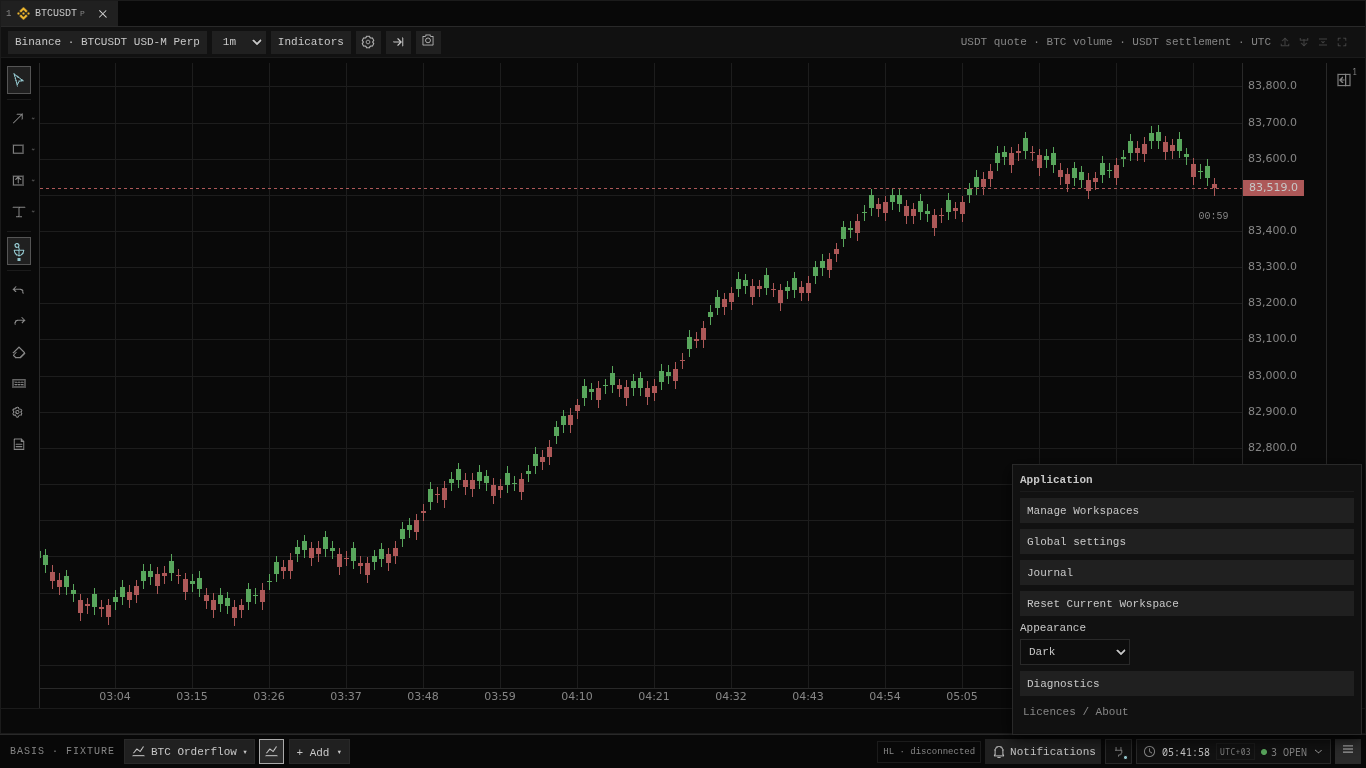 1 BTCUSDT P
Binance · BTCUSDT USD-M Perp 1m Indicators USDT quote · BTC volume · USDT settlement · UTC
1
83,800.0
83,700.0
83,600.0
83,519.0
00:59
83,400.0
83,300.0
83,200.0
83,100.0
83,000.0
82,900.0
82,800.0
Application
Manage Workspaces
Global settings
Journal
Reset Current Workspace
Appearance
Dark
Diagnostics
Licences / About
03:04 03:15 03:26 03:37 03:48 03:59 04:10 04:21 04:32 04:43 04:54 05:05
BASIS · FIXTURE BTC Orderflow + Add HL · disconnected Notifications 05:41:58 UTC+03 3 OPEN